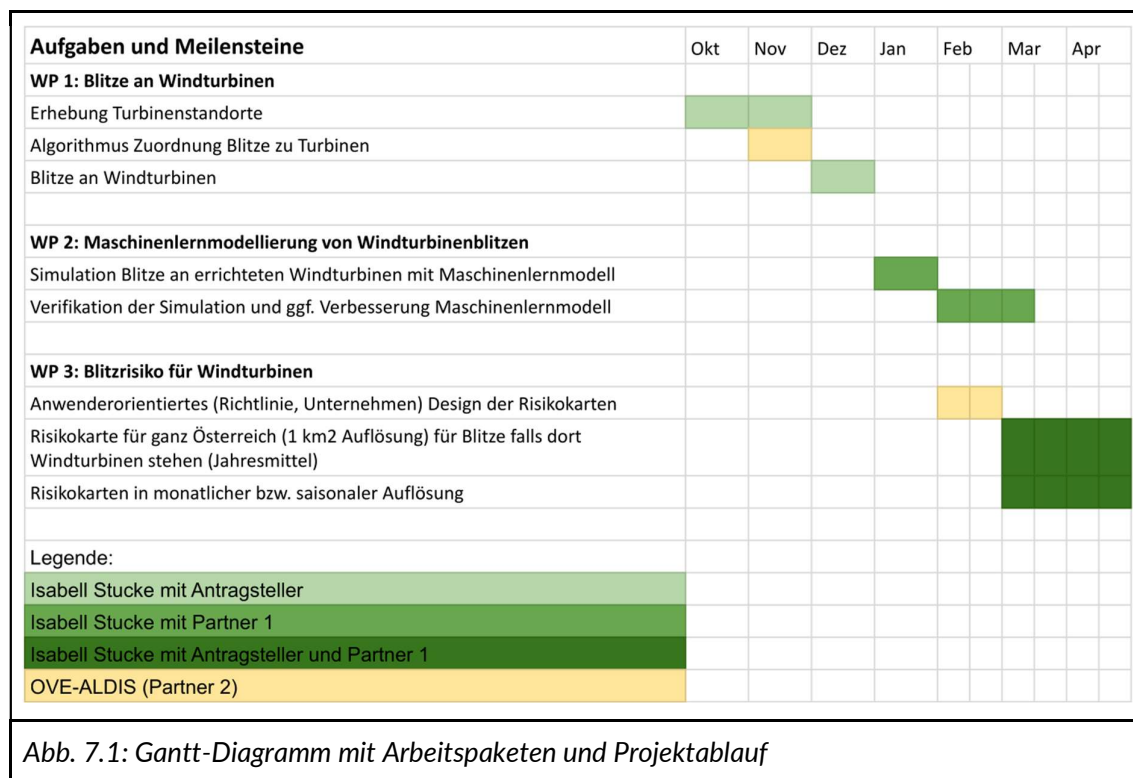 Aufgaben und Meilensteine Okt Nov Dez Jan Feb Mar Apr
WP 1: Blitze an Windturbinen
Erhebung Turbinenstandorte
Algorithmus Zuordnung Blitze zu Turbinen
Blitze an Windturbinen
WP 2: Maschinenlernmodellierung von Windturbinenblitzen
Simulation Blitze an errichteten Windturbinen mit Maschinenlernmodell
Verifikation der Simulation und ggf. Verbesserung Maschinenlernmodell
WP 3: Blitzrisiko für Windturbinen
Anwenderorientiertes (Richtlinie, Unternehmen) Design der Risikokarten
Risikokarte für ganz Österreich (1 km2 Auflösung) für Blitze falls dort
Windturbinen stehen (Jahresmittel)
Risikokarten in monatlicher bzw. saisonaler Auflösung
Legende:
Isabell Stucke mit Antragsteller
Isabell Stucke mit Partner 1
Isabell Stucke mit Antragsteller und Partner 1
OVE-ALDIS (Partner 2)
Abb. 7.1: Gantt-Diagramm mit Arbeitspaketen und Projektablauf